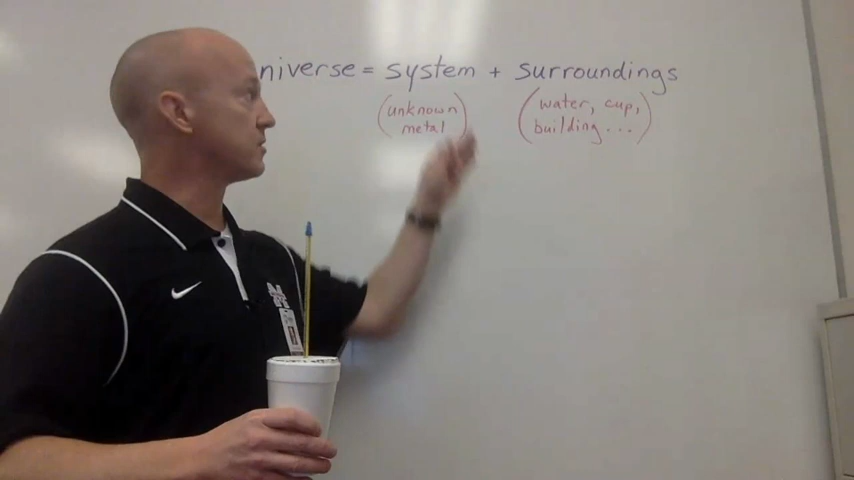 niverse = system + surroundings
(unknown metal)
(water, cup, building...)